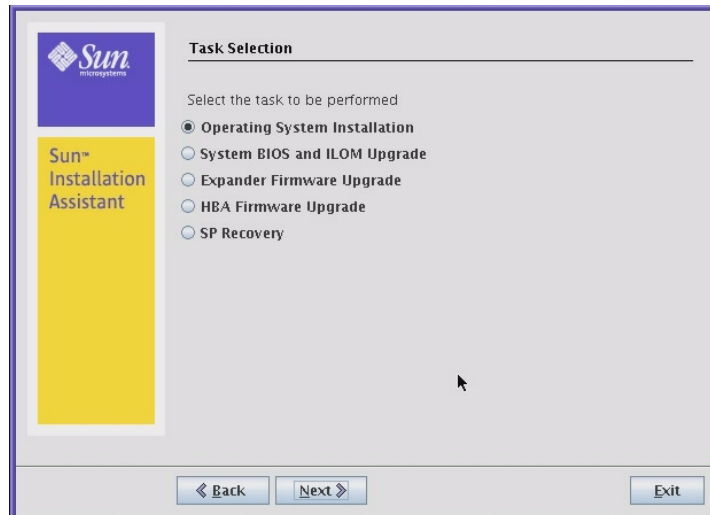 Sun
microsystems
Sun™
Installation
Assistant
Task Selection
Select the task to be performed
Operating System Installation
System BIOS and ILOM Upgrade
Expander Firmware Upgrade
HBA Firmware Upgrade
SP Recovery
Back
Next
Exit